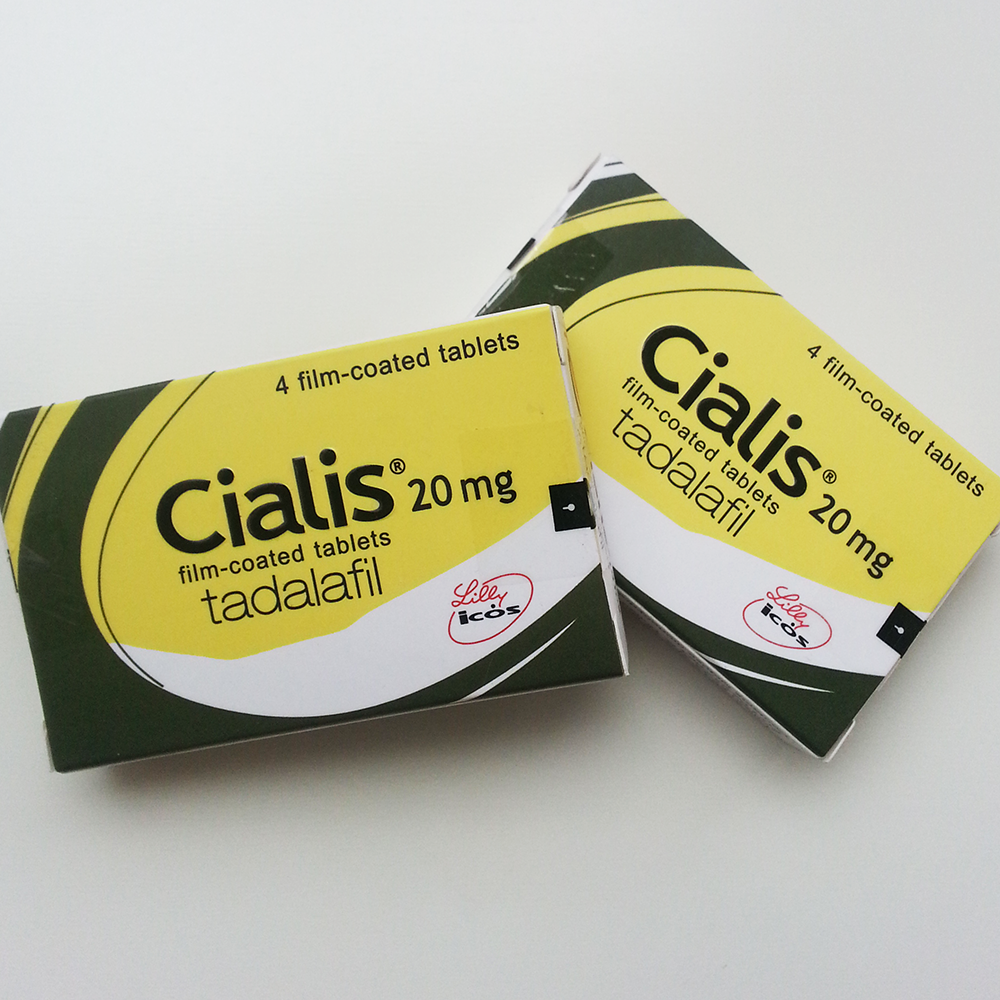 4 film-coated tablets
Cialis® 20 mg
film-coated tablets
tadalafil
Lilly
icos
4 film-coated tablets
Cialis® 20 mg
film-coated tablets
tadalafil
Lilly
icos